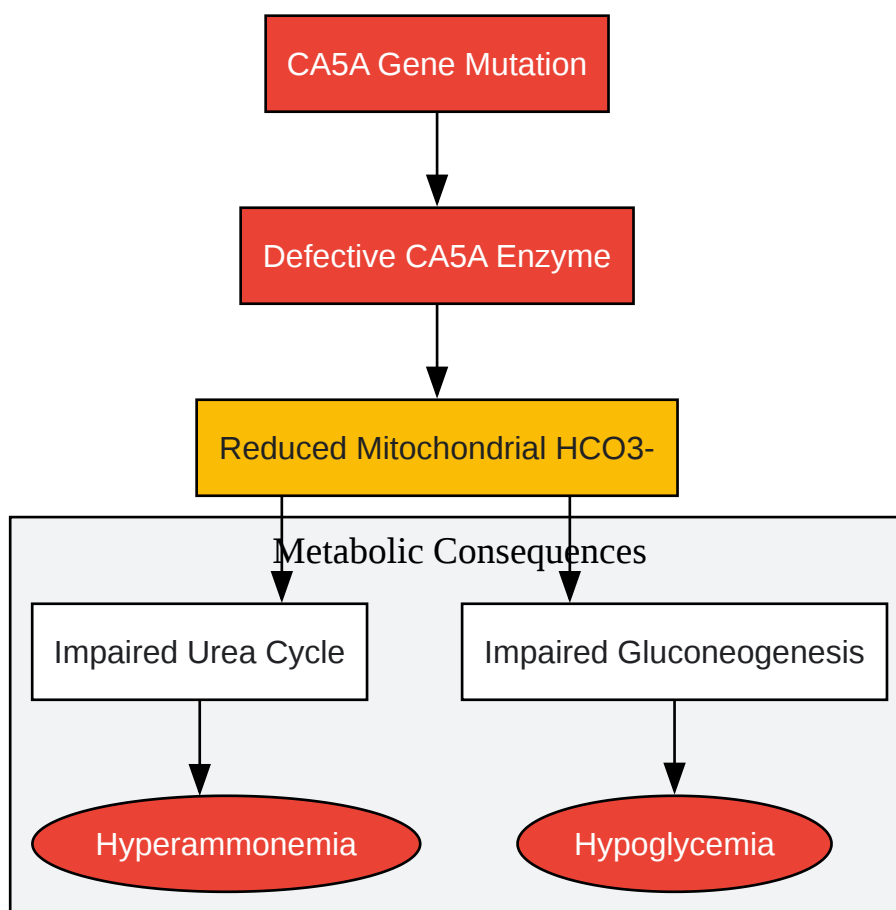 CA5A Gene Mutation
Defective CA5A Enzyme
Reduced Mitochondrial HCO3-
Metabolic Consequences
Impaired Urea Cycle
Impaired Gluconeogenesis
Hyperammonemia
Hypoglycemia